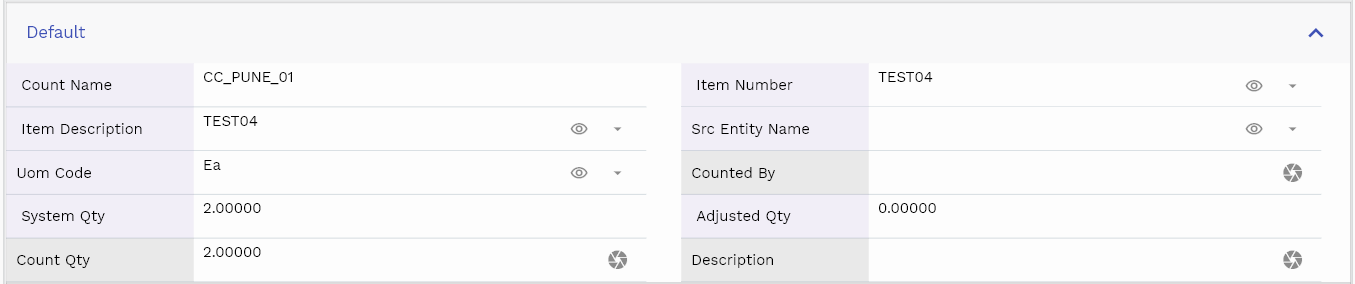 Default
Count Name CC_PUNE_01 Item Number TEST04
Item Description TEST04 Src Entity Name
Uom Code Ea Counted By
System Qty 2.00000 Adjusted Qty 0.00000
Count Qty 2.00000 Description